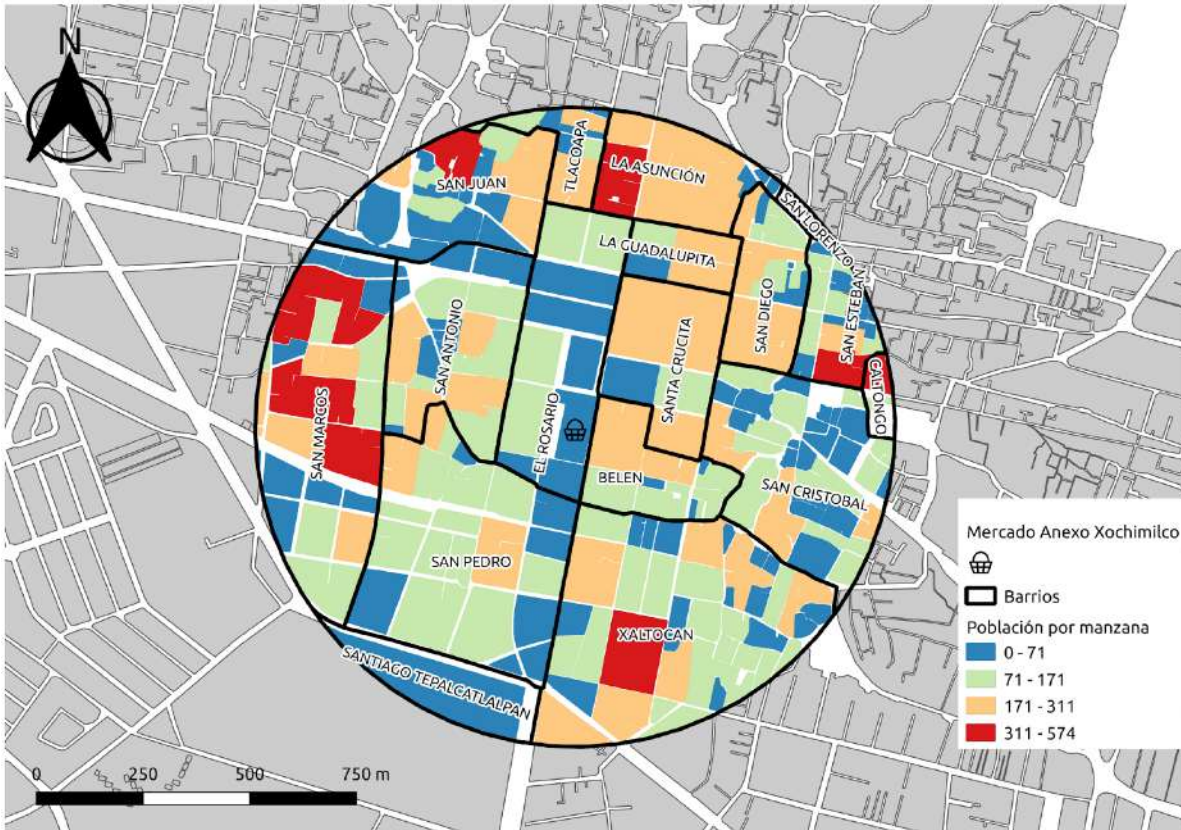 N
TLACOAPA
LA ASUNCIÓN
SAN JUAN
SAN LORENZO
LA GUADALUPITA
SAN ANTONIO
SAN DIEGO
SAN ESTEBAN
SANTA CRUCITA
CALTONGO
SAN MARCOS
EL ROSARIO
BELEN
SAN CRISTOBAL
SAN PEDRO
XALTOCAN
SANTIAGO TEPALCATLALPAN
Mercado Anexo Xochimilco
Barrios
Población por manzana
0 - 71
71 - 171
171 - 311
311 - 574
0 250 500 750 m